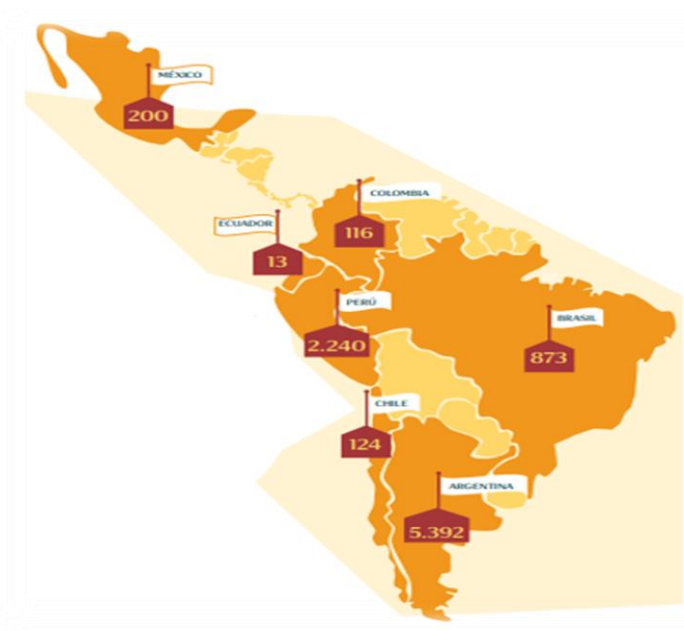 MÉXICO
200
COLOMBIA
116
ECUADOR
13
PERÚ
2.240
BRASIL
873
CHILE
124
ARGENTINA
5.392